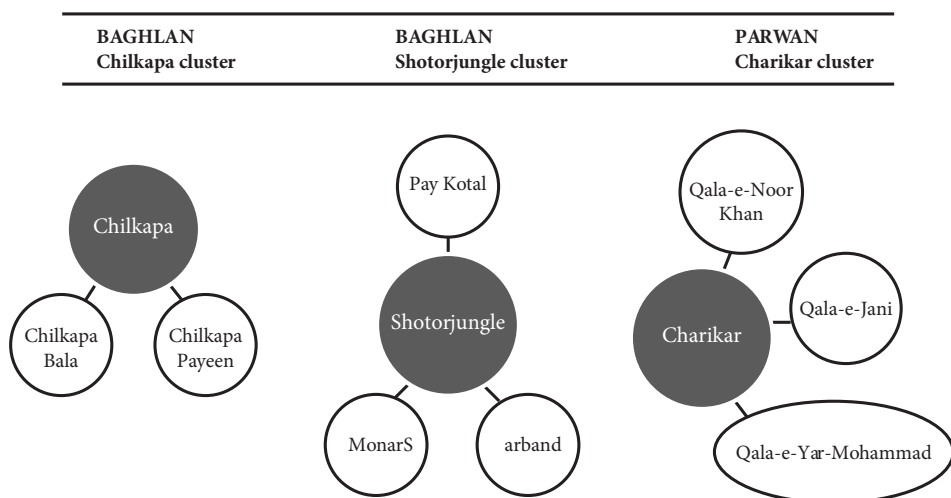 BAGHLAN
Chilkapa cluster
BAGHLAN
Shotorjungle cluster
PARWAN
Charikar cluster
Chilkapa
Chilkapa
Bala
Chilkapa
Payeen
Pay Kotal
Shotorjungle
MonarS
arband
Qala-e-Noor
Khan
Qala-e-Jani
Charikar
Qala-e-Yar-Mohammad